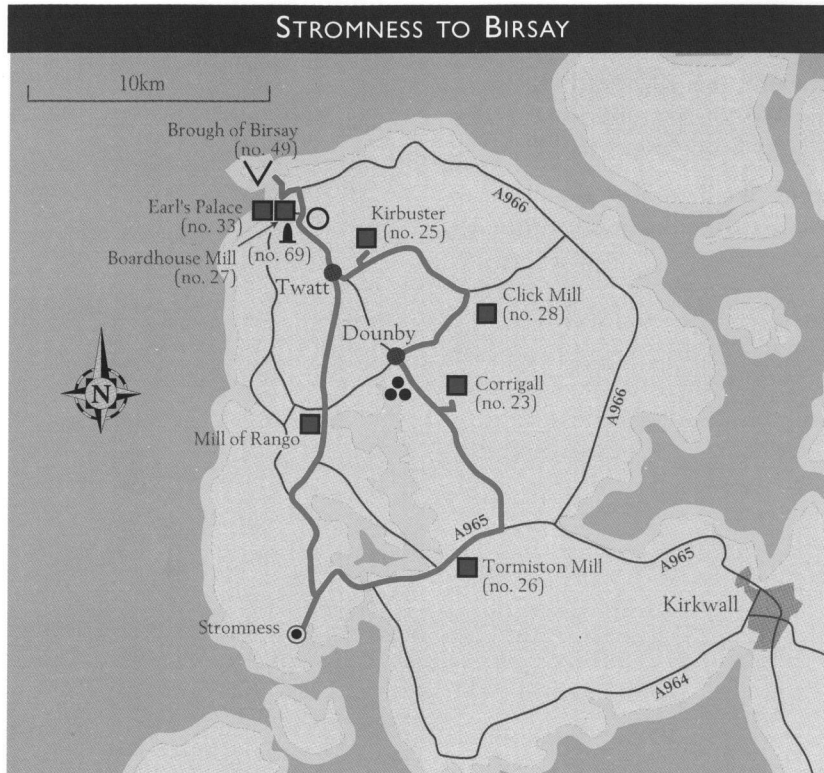 STROMNESS TO BIRSAY
10km
Brough of Birsay
(no. 49)
A966
Earl's Palace
(no. 33)
Kirbuster
(no. 25)
Boardhouse Mill
(no. 27)
(no. 69)
Twatt
Click Mill
(no. 28)
Dounby
Corrigall
(no. 23)
N
A966
Mill of Rango
A965
A965
Tormiston Mill
(no. 26)
Kirkwall
Stromness
A964